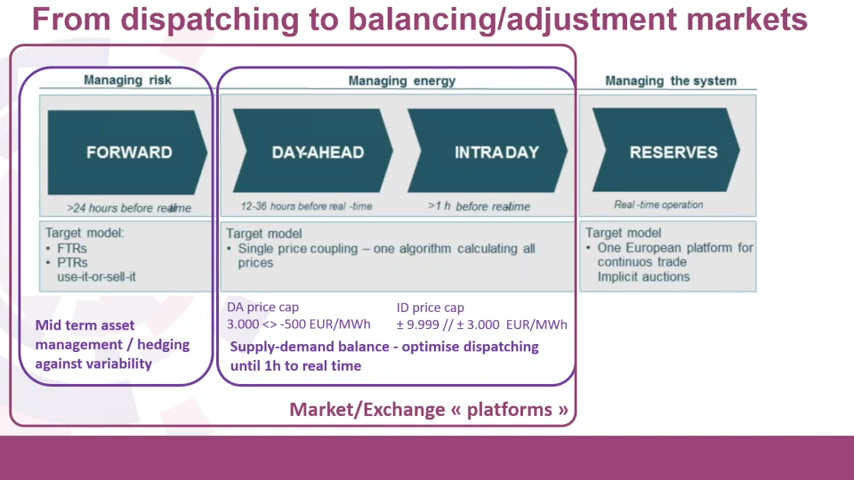 From dispatching to balancing/adjustment markets
Managing risk
Managing energy
Managing the system
FORWARD
DAY-AHEAD
INTRADAY
RESERVES
>24 hours before realtime
12-36 hours before real -time
>1 h before realtime
Real -time operation
Target model:
• FTRs
• PTRs
use-it-or-sell-it
Target model
• Single price coupling – one algorithm calculating all
prices
Target model
• One European platform for
continuos trade
Implicit auctions
DA price cap
3.000 <> -500 EUR/MWh
ID price cap
± 9.999 // ± 3.000 EUR/MWh
Mid term asset
management / hedging
against variability
Supply-demand balance - optimise dispatching
until 1h to real time
Market/Exchange « platforms »